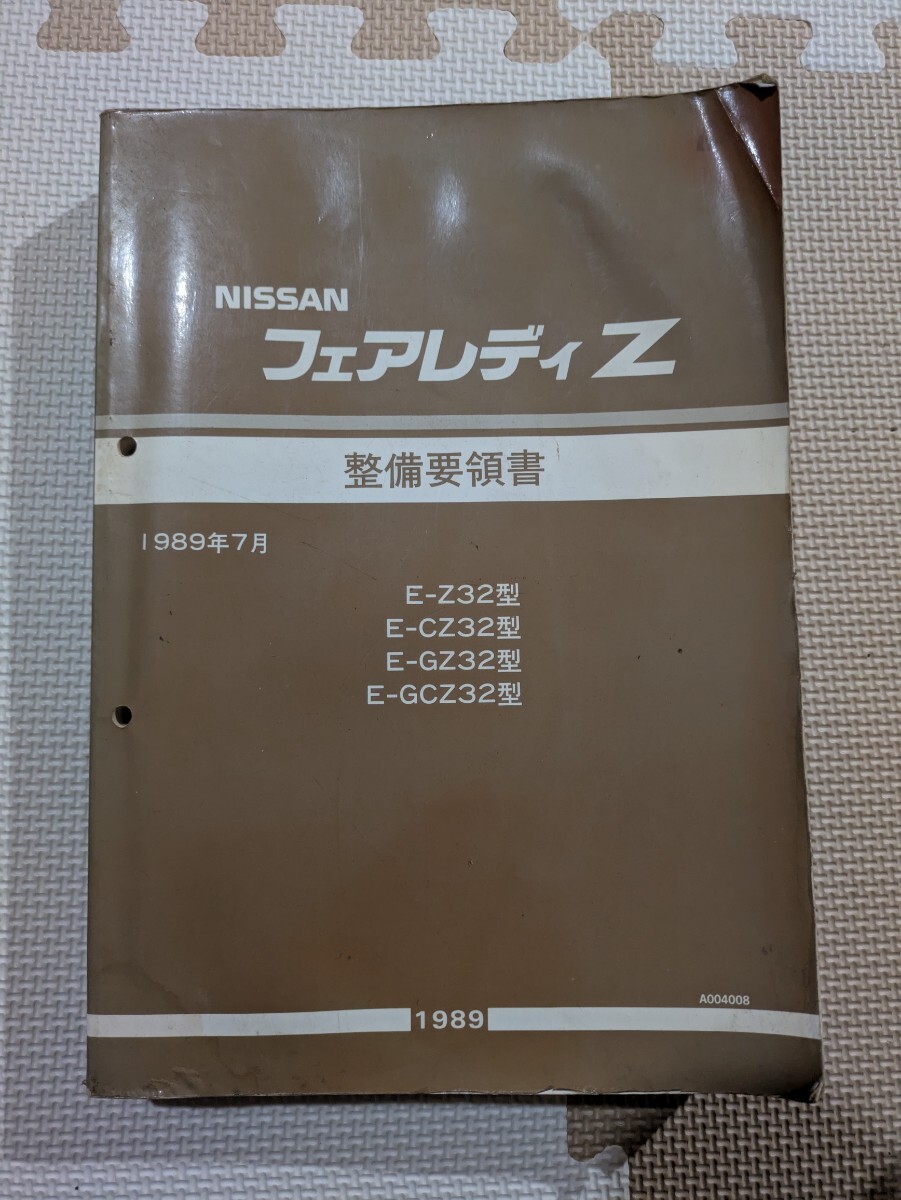 NISSAN
フェアレディZ
整備要領書
1989年7月
E-Z32型
E-CZ32型
E-GZ32型
E-GCZ32型
A004008
1989